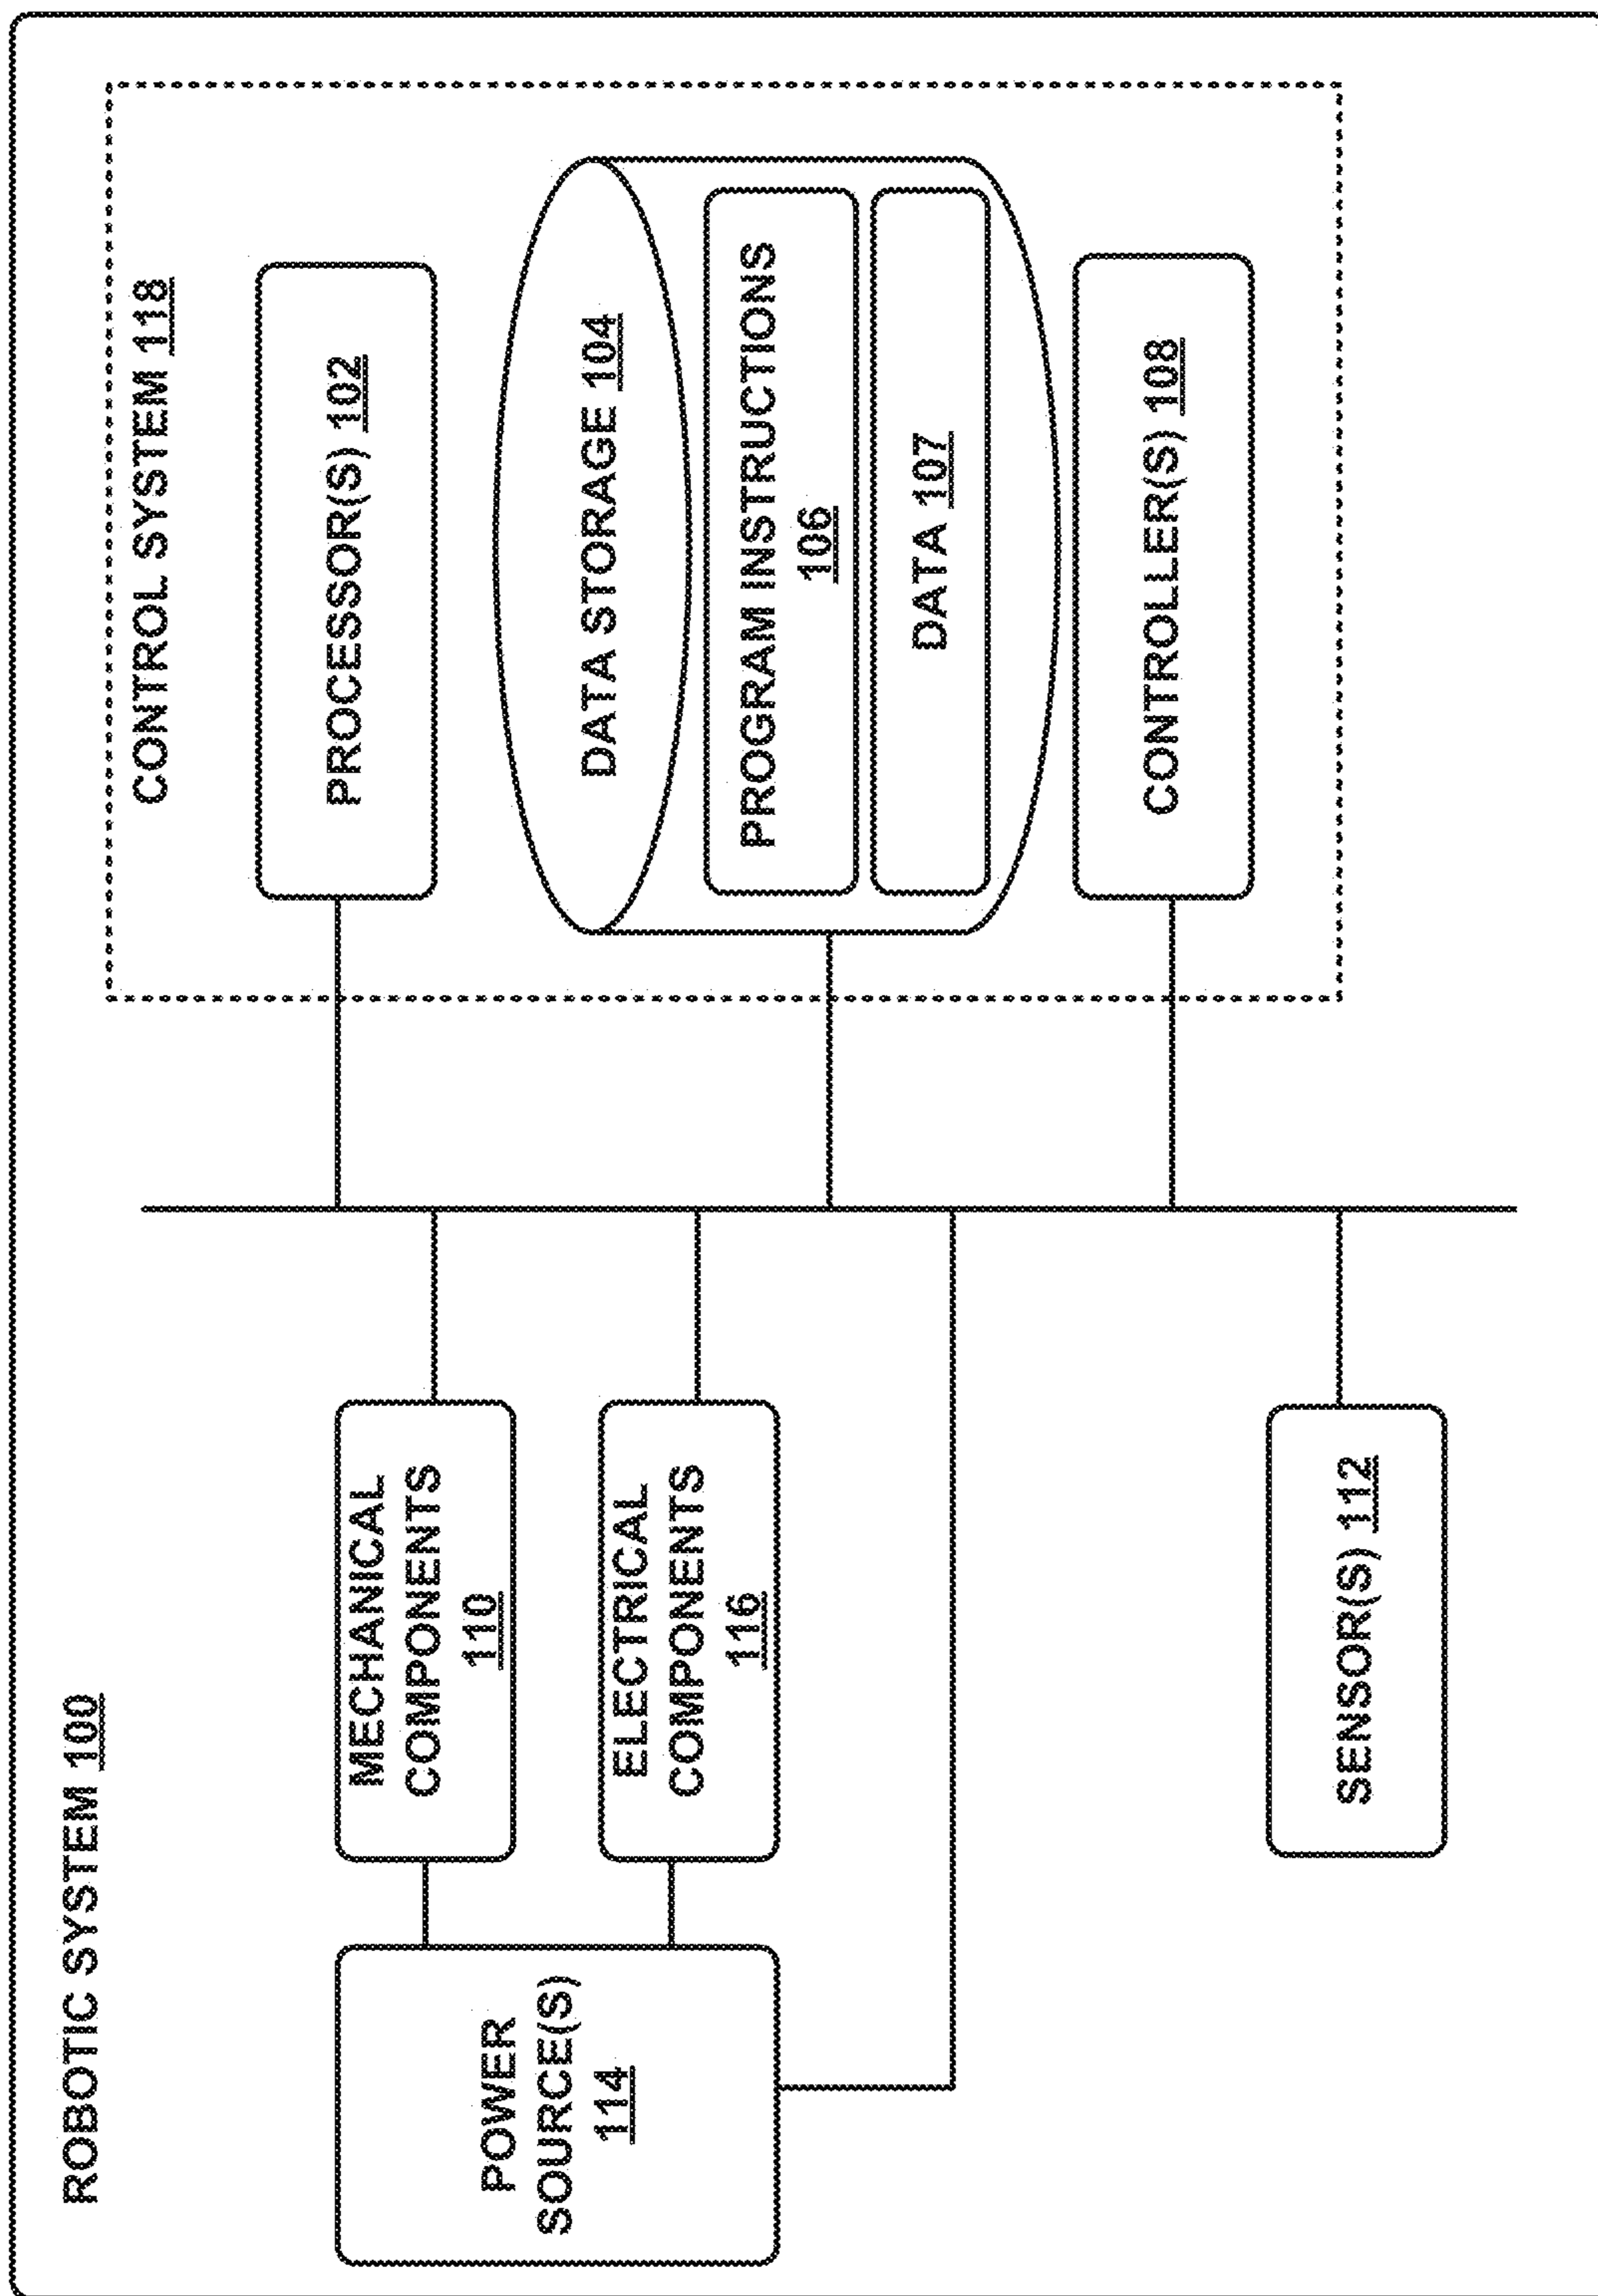 ROBOTIC SYSTEM 100
POWER
SOURCE(S)
114
MECHANICAL
COMPONENTS
110
ELECTRICAL
COMPONENTS
116
SENSOR(S) 112
CONTROL SYSTEM 118
PROCESSOR(S) 102
DATA STORAGE 104
PROGRAM INSTRUCTIONS
106
DATA 107
CONTROLLER(S) 108